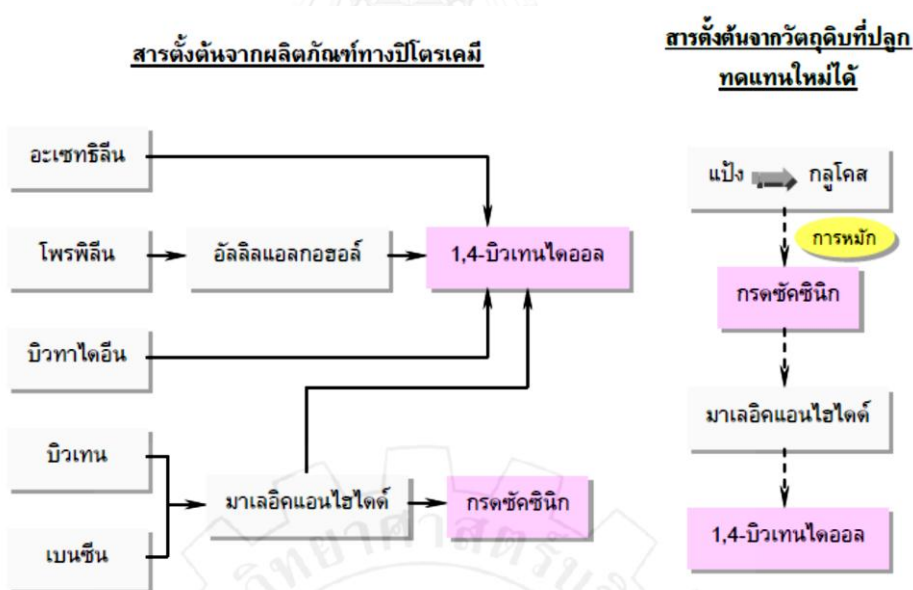 สารตั้งต้นจากผลิตภัณฑ์ทางปิโตรเคมี
สารตั้งต้นจากวัตถุดิบที่ปลูก
ทดแทนใหม่ได้
อะเซทธิลีน
โพรพิลีน
อัลลิลแอลกอฮอล์
1,4-บิวเทนไดออล
บิวทาไดอีน
บิวเทน
เบนซีน
มาเลอิคแอนไฮไดด์
กรดซัคซินิก
แป้ง กลูโคส
การหมัก
กรดซัคซินิก
มาเลอิคแอนไฮไดด์
1,4-บิวเทนไดออล